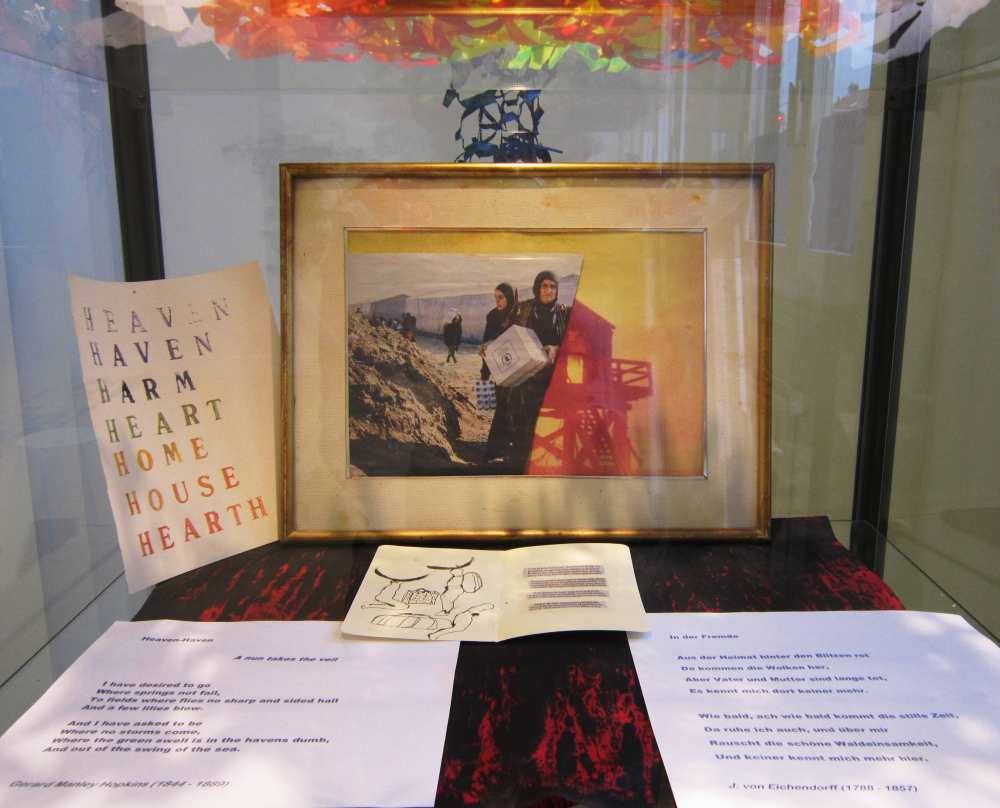 HEAVEN
HAVEN
HARM
HEART
HOME
HOUSE
HEARTH
Heaven-Haven
A nun takes the veil
I have desired to go
Where springs not fail,
To fields where flies no sharp and sided hail
And a few lilies blow.
And I have asked to be
Where no storms come,
Where the green swell is in the havens dumb,
And out of the swing of the sea.
Gerard Manley Hopkins (1844 - 1889)
In der Fremde
Aus der Heimat hinter den Blitzen rot
Da kommen die Wolken her,
Aber Vater und Mutter sind lange tot,
Es kennt mich dort keiner mehr.
Wie bald, ach wie bald kommt die stille Zeit,
Da ruhe ich auch, und über mir
Rauscht die schöne Waldeinsamkeit,
Und keiner kennt mich mehr hier.
J. von Eichendorff (1788 - 1857)